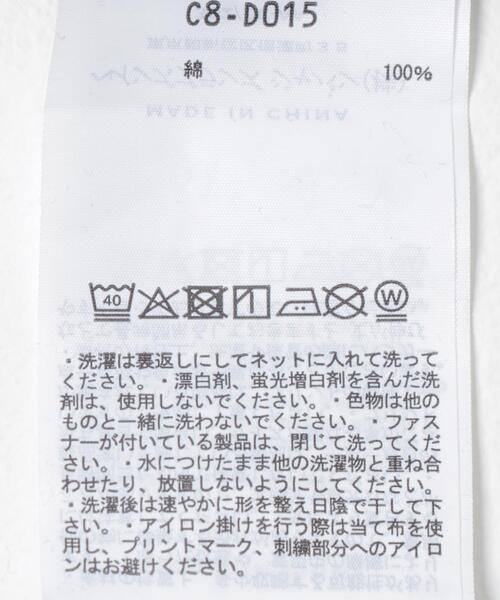 C8-D015
綿 100%
40 W
・洗濯は裏返しにしてネットに入れて洗って
ください。・漂白剤、蛍光増白剤を含んだ洗
剤は、使用しないでください。・色物は他の
ものと一緒に洗わないでください。・ファス
ナーが付いている製品は、閉じて洗ってくだ
さい。・水につけたまま他の洗濯物と重ね合
わせたり、放置しないようにしてください。
・洗濯後は速やかに形を整え日陰で干して下
さい。・アイロン掛けを行う際は当て布を使
用し、プリントマーク、刺繍部分へのアイロ
ンはお避けください。
MADE IN CHINA